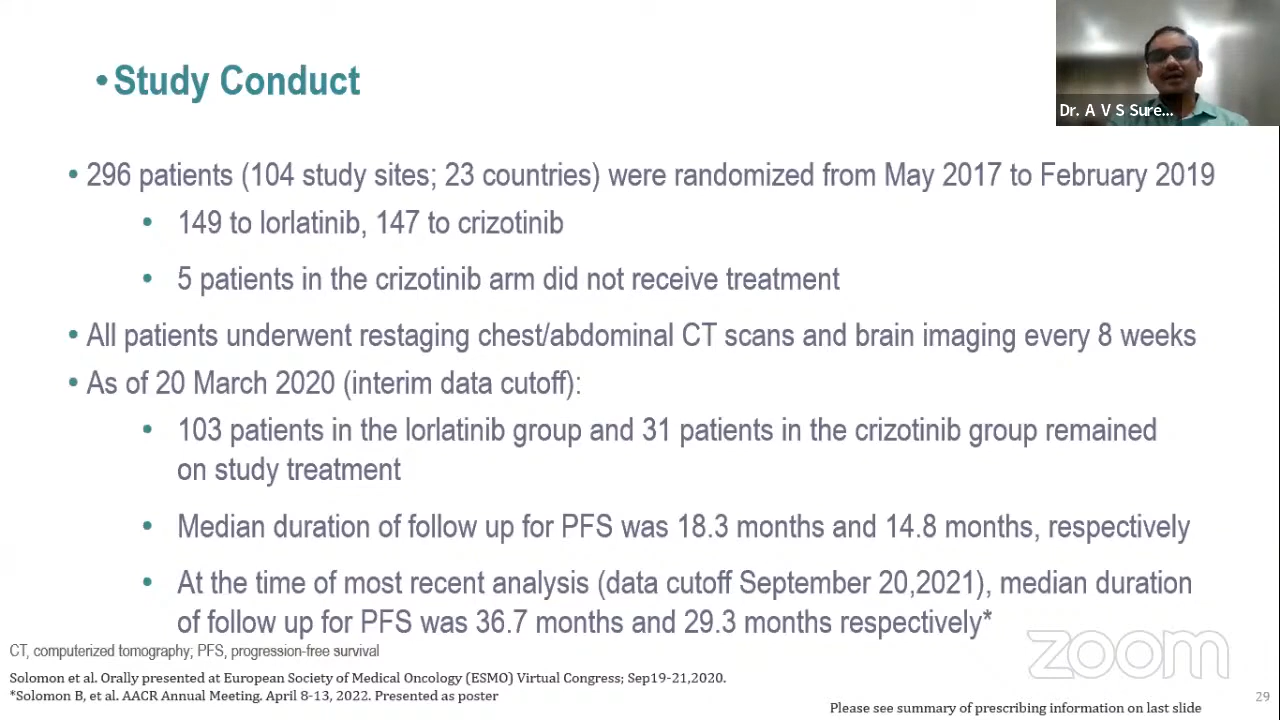 Dr. A V S Sure...
• Study Conduct
• 296 patients (104 study sites; 23 countries) were randomized from May 2017 to February 2019
• 149 to lorlatinib, 147 to crizotinib
• 5 patients in the crizotinib arm did not receive treatment
• All patients underwent restaging chest/abdominal CT scans and brain imaging every 8 weeks
• As of 20 March 2020 (interim data cutoff):
• 103 patients in the lorlatinib group and 31 patients in the crizotinib group remained
on study treatment
• Median duration of follow up for PFS was 18.3 months and 14.8 months, respectively
• At the time of most recent analysis (data cutoff September 20,2021), median duration
of follow up for PFS was 36.7 months and 29.3 months respectively*
zoom
CT, computerized tomography; PFS, progression-free survival
Solomon et al. Orally presented at European Society of Medical Oncology (ESMO) Virtual Congress; Sep19-21,2020.
*Solomon B, et al. AACR Annual Meeting. April 8-13, 2022. Presented as poster
29
Please see summary of prescribing information on last slide